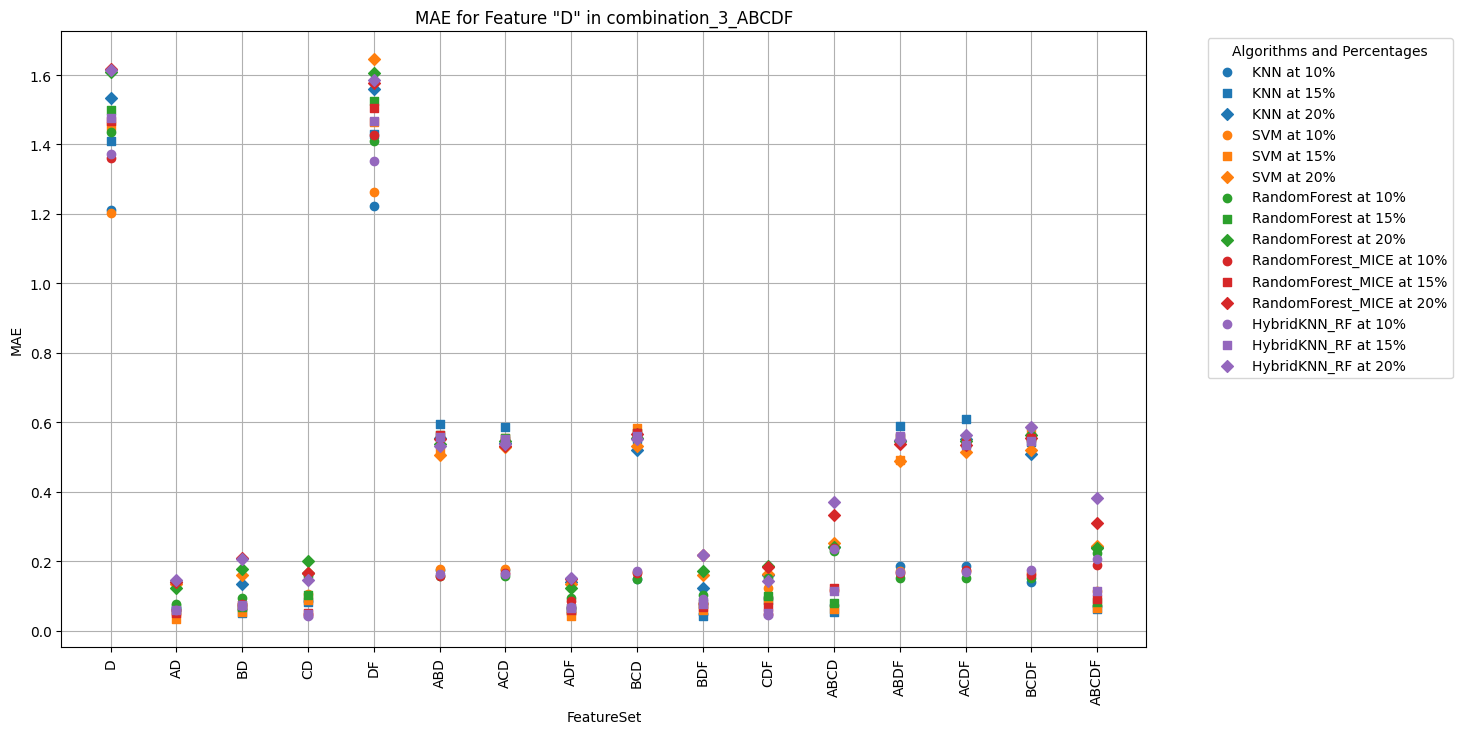 MAE for Feature "D" in combination_3_ABCDF
MAE
1.6
1.4
1.2
1.0
0.8
0.6
0.4
0.2
0.0
D
AD
BD
CD
DF
ABD
ACD
ADF
BCD
BDF
CDF
ABCD
ABDF
ACDF
BCDF
ABCDF
FeatureSet
Algorithms and Percentages
KNN at 10%
KNN at 15%
KNN at 20%
SVM at 10%
SVM at 15%
SVM at 20%
RandomForest at 10%
RandomForest at 15%
RandomForest at 20%
RandomForest_MICE at 10%
RandomForest_MICE at 15%
RandomForest_MICE at 20%
HybridKNN_RF at 10%
HybridKNN_RF at 15%
HybridKNN_RF at 20%